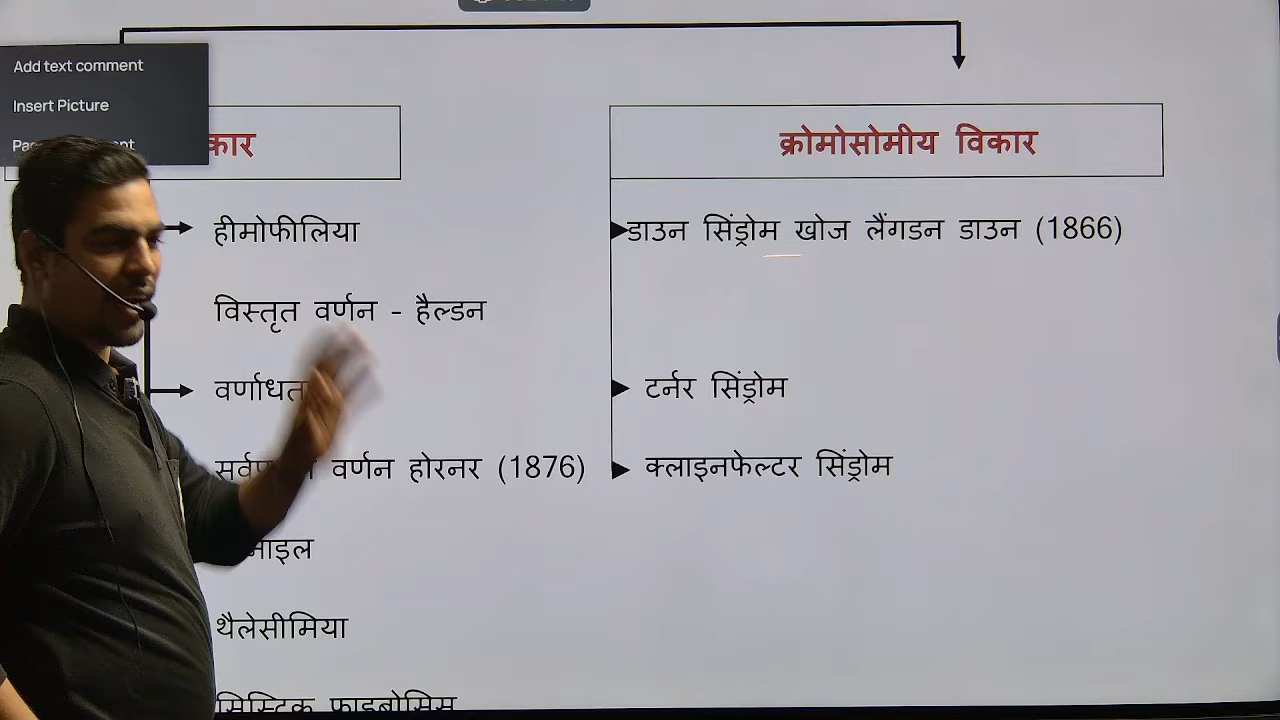 Add text comment
Insert Picture
कार
क्रोमोसोमीय विकार
हीमोफीलिया
डाउन सिंड्रोम खोज लैंगडन डाउन (1866)
विस्तृत वर्णन - हैल्डन
टर्नर सिंड्रोम
वर्णाधत
वर्णन होरनर (1876)
क्लाइनफेल्टर सिंड्रोम
थैलेसीमिया
सिस्टिक फाइब्रोसिस